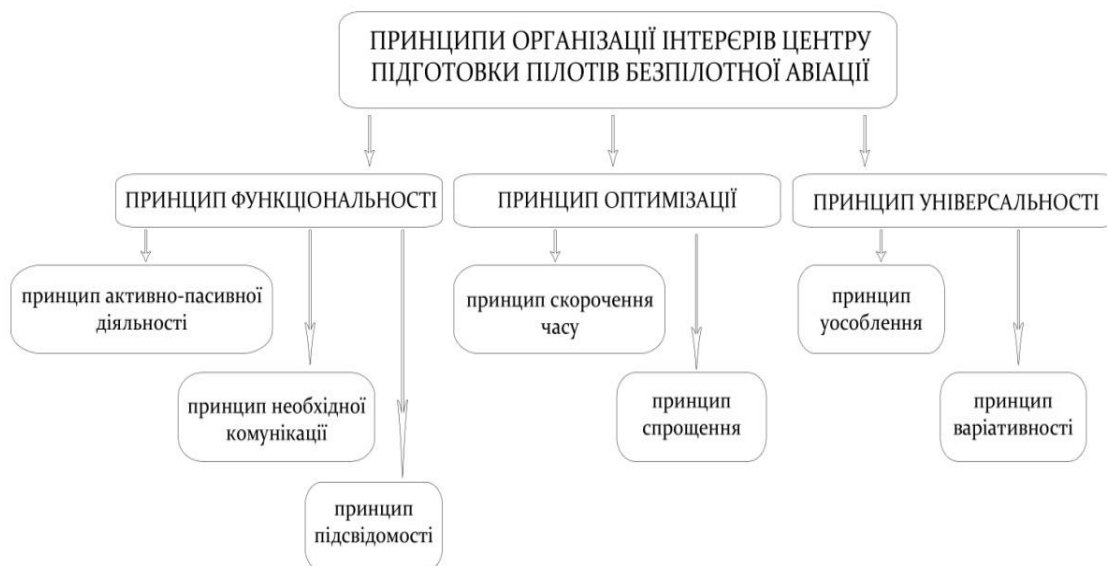 ПРИНЦИПИ ОРГАНІЗАЦІЇ ІНТЕРЄРІВ ЦЕНТРУ
ПІДГОТОВКИ ПІЛОТІВ БЕЗПІЛОТНОЇ АВІАЦІЇ
ПРИНЦИП ФУНКЦІОНАЛЬНОСТІ
ПРИНЦИП ОПТИМІЗАЦІЇ
ПРИНЦИП УНІВЕРСАЛЬНОСТІ
принцип активно-пасивної
діяльності
принцип скорочення
часу
принцип
уособлення
принцип необхідної
комунікації
принцип
спрощення
принцип
варіативності
принцип
підсвідомості